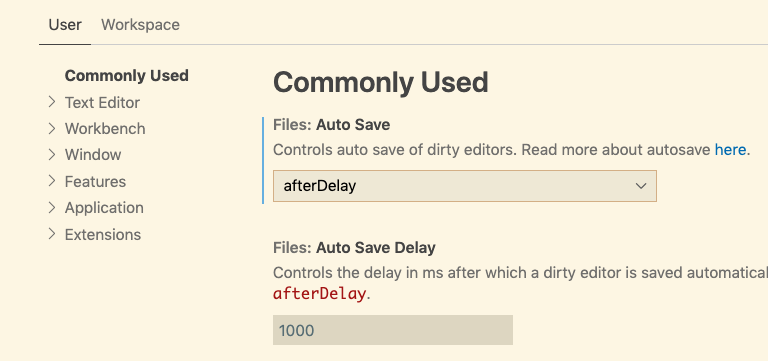 User Workspace
Commonly Used
Text Editor
Workbench
Window
Features
Application
Extensions
Commonly Used
Files: Auto Save
Controls auto save of dirty editors. Read more about autosave here.
afterDelay
Files: Auto Save Delay
Controls the delay in ms after which a dirty editor is saved
afterDelay.
1000